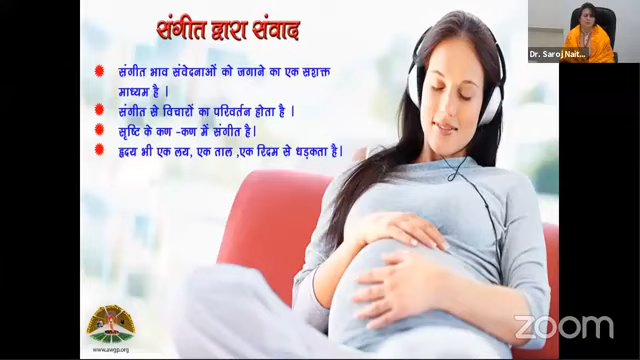 संगीत द्वारा संवाद
Dr. Saroj Nait...
संगीत भाव संवेदनाओं को जगाने का एक सशक्त
माध्यम है |
संगीत से विचारों का परिवर्तन होता है |
सृष्टि के कण -कण में संगीत है|
हृदय भी एक लय, एक ताल ,एक रिदम से धड़कता है|
www.awgp.org
zoom